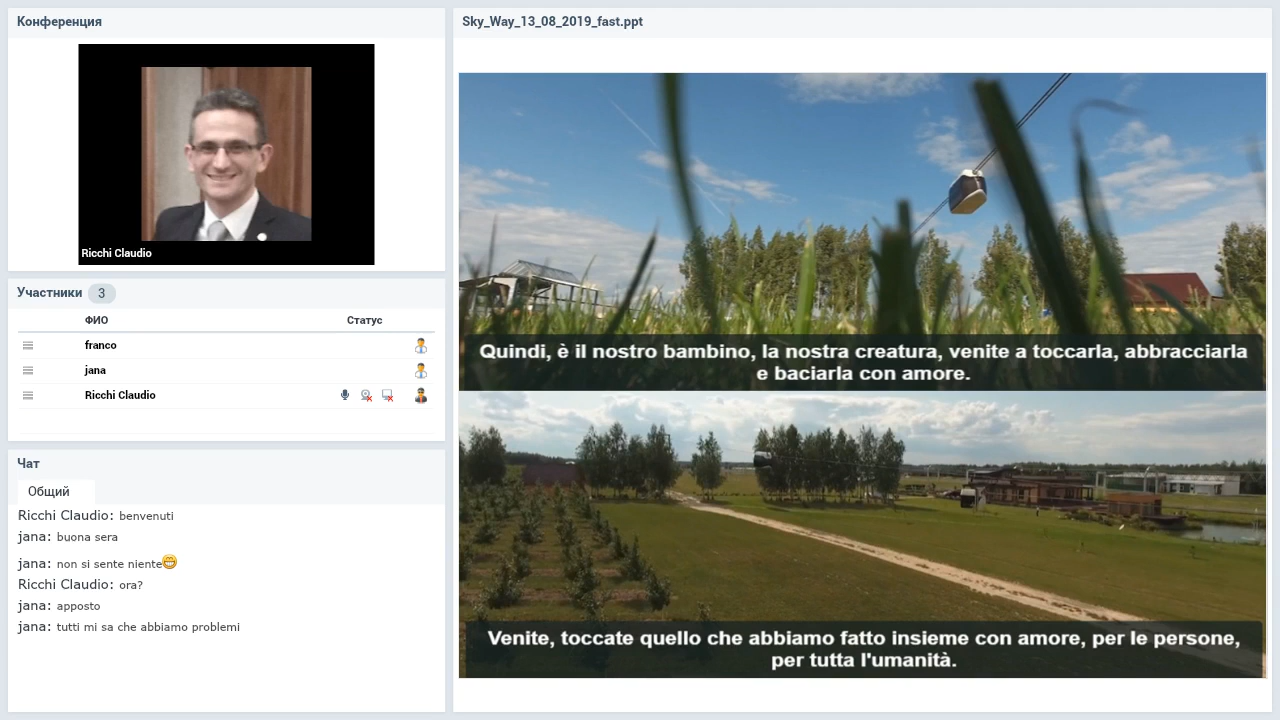 Конференция
Ricchi Claudio
Участники 3
ФИО Статус
franco
jana
Ricchi Claudio
Чат
Общий
Ricchi Claudio: benvenuti
jana: buona sera
jana: non si sente niente
Ricchi Claudio: ora?
jana: apposto
jana: tutti mi sa che abbiamo problemi
Sky_Way_13_08_2019_fast.ppt
Quindi, è il nostro bambino, la nostra creatura, venite a toccarla, abbracciarla
e baciarla con amore.
Venite, toccate quello che abbiamo fatto insieme con amore, per le persone,
per tutta l'umanità.